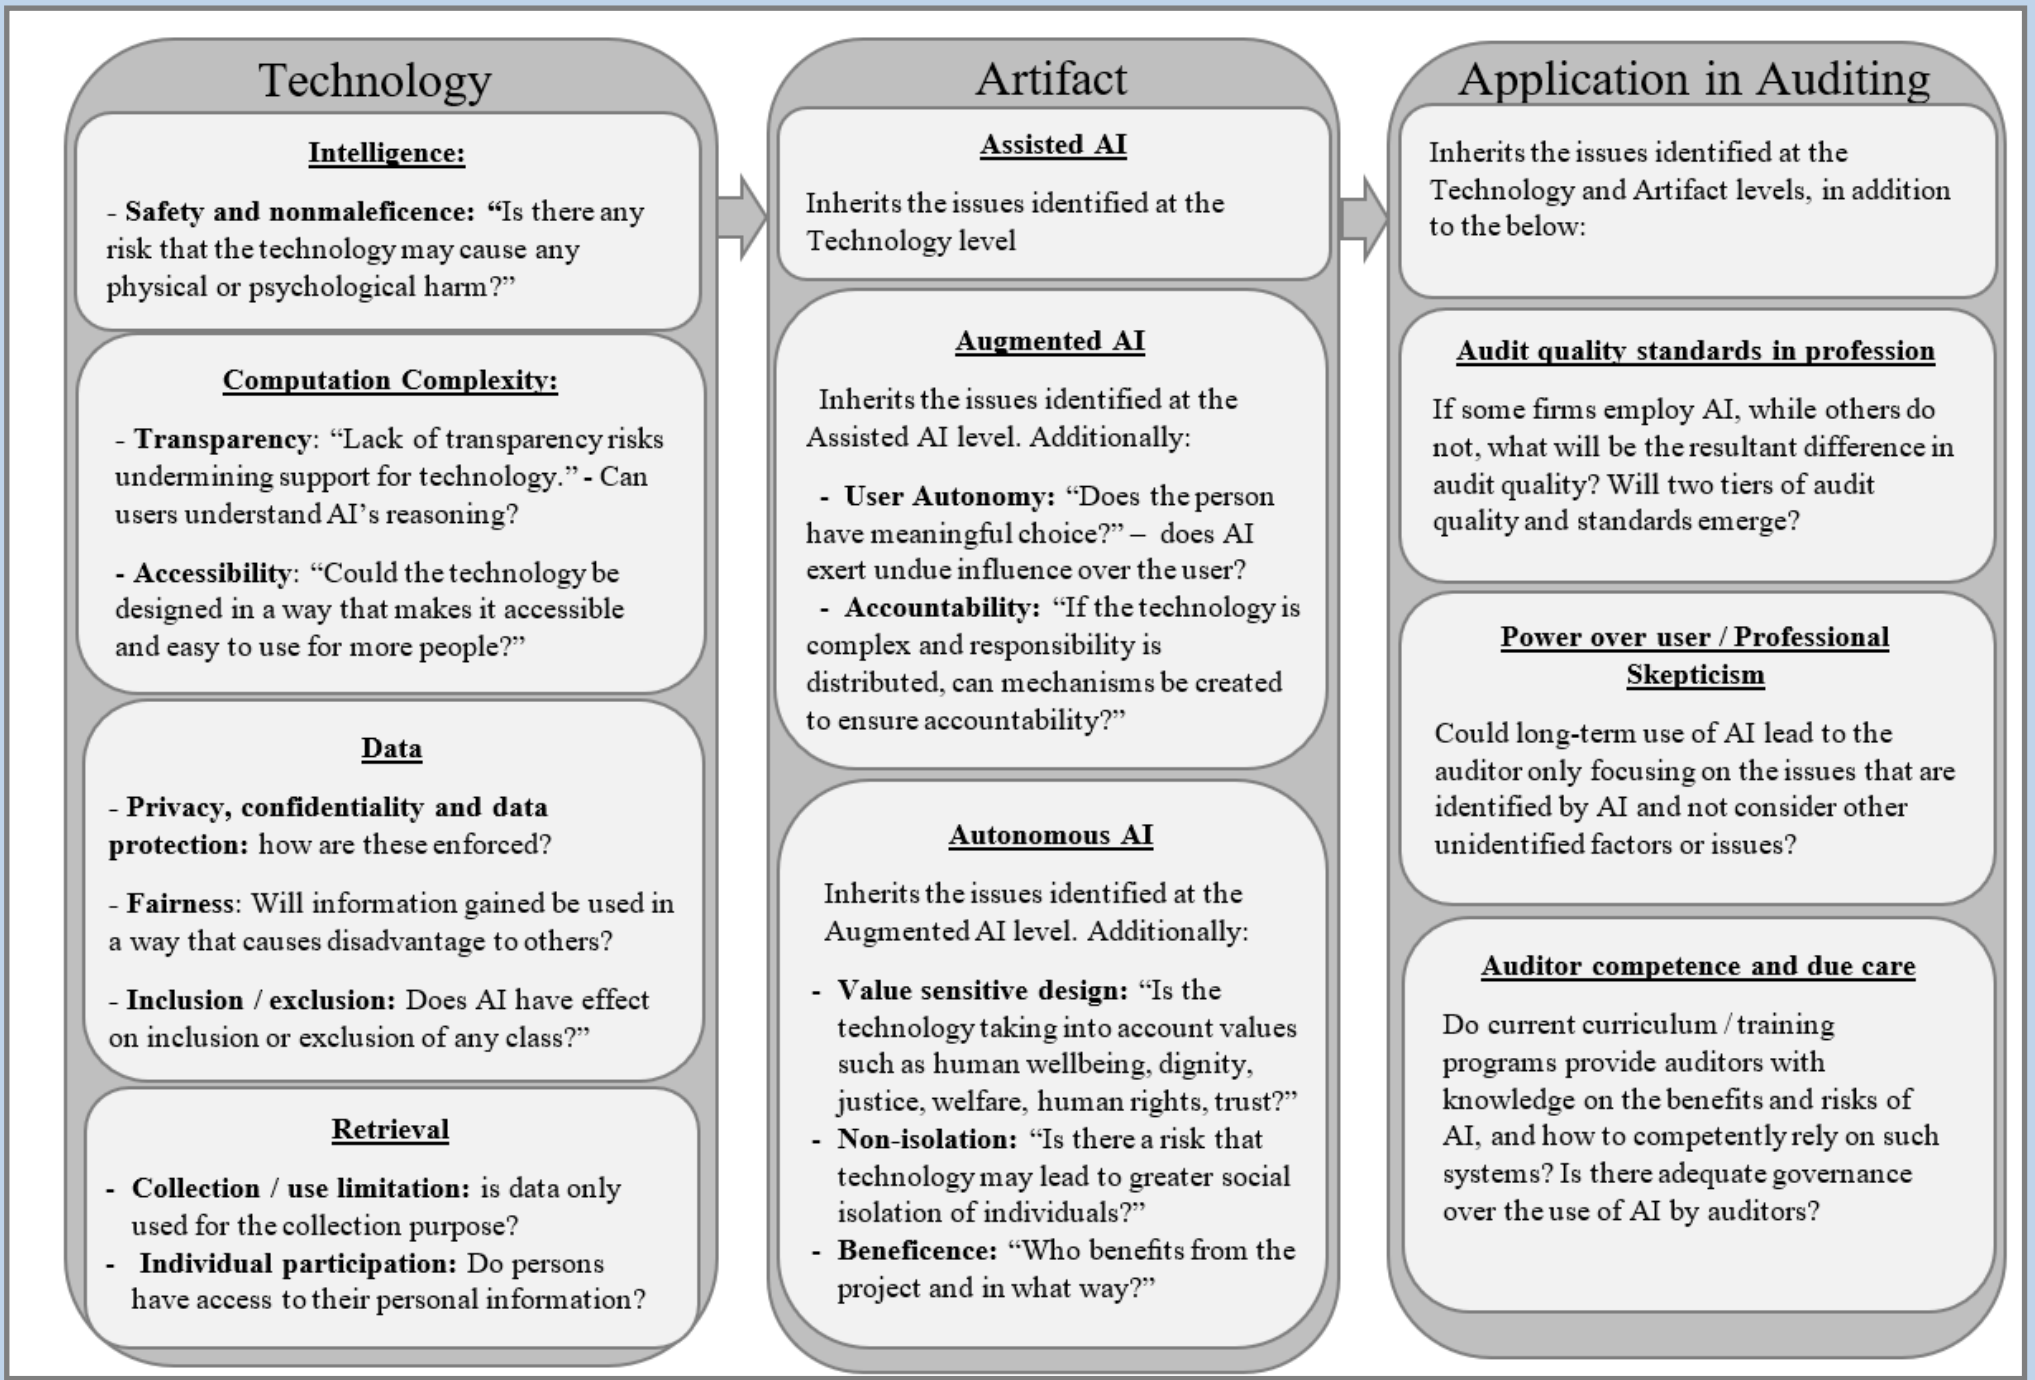 Technology
Intelligence:
- Safety and nonmaleficence: “Is there any
risk that the technology may cause any
physical or psychological harm?”
Computation Complexity:
- Transparency: “Lack of transparency risks
undermining support for technology.” - Can
users understand AI’s reasoning?
- Accessibility: “Could the technology be
designed in a way that makes it accessible
and easy to use for more people?”
Data
- Privacy, confidentiality and data
protection: how are these enforced?
- Fairness: Will information gained be used in
a way that causes disadvantage to others?
- Inclusion / exclusion: Does AI have effect
on inclusion or exclusion of any class?”
Retrieval
- Collection / use limitation: is data only
used for the collection purpose?
- Individual participation: Do persons
have access to their personal information?
Artifact
Assisted AI
Inherits the issues identified at the
Technology level
Augmented AI
Inherits the issues identified at the
Assisted AI level. Additionally:
- User Autonomy: “Does the person
have meaningful choice?” – does AI
exert undue influence over the user?
- Accountability: “If the technology is
complex and responsibility is
distributed, can mechanisms be created
to ensure accountability?”
Autonomous AI
Inherits the issues identified at the
Augmented AI level. Additionally:
- Value sensitive design: “Is the
technology taking into account values
such as human wellbeing, dignity,
justice, welfare, human rights, trust?”
- Non-isolation: “Is there a risk that
technology may lead to greater social
isolation of individuals?”
- Beneficence: “Who benefits from the
project and in what way?”
Application in Auditing
Inherits the issues identified at the
Technology and Artifact levels, in addition
to the below:
Audit quality standards in profession
If some firms employ AI, while others do
not, what will be the resultant difference in
audit quality? Will two tiers of audit
quality and standards emerge?
Power over user / Professional
Skepticism
Could long-term use of AI lead to the
auditor only focusing on the issues that are
identified by AI and not consider other
unidentified factors or issues?
Auditor competence and due care
Do current curriculum / training
programs provide auditors with
knowledge on the benefits and risks of
AI, and how to competently rely on such
systems? Is there adequate governance
over the use of AI by auditors?